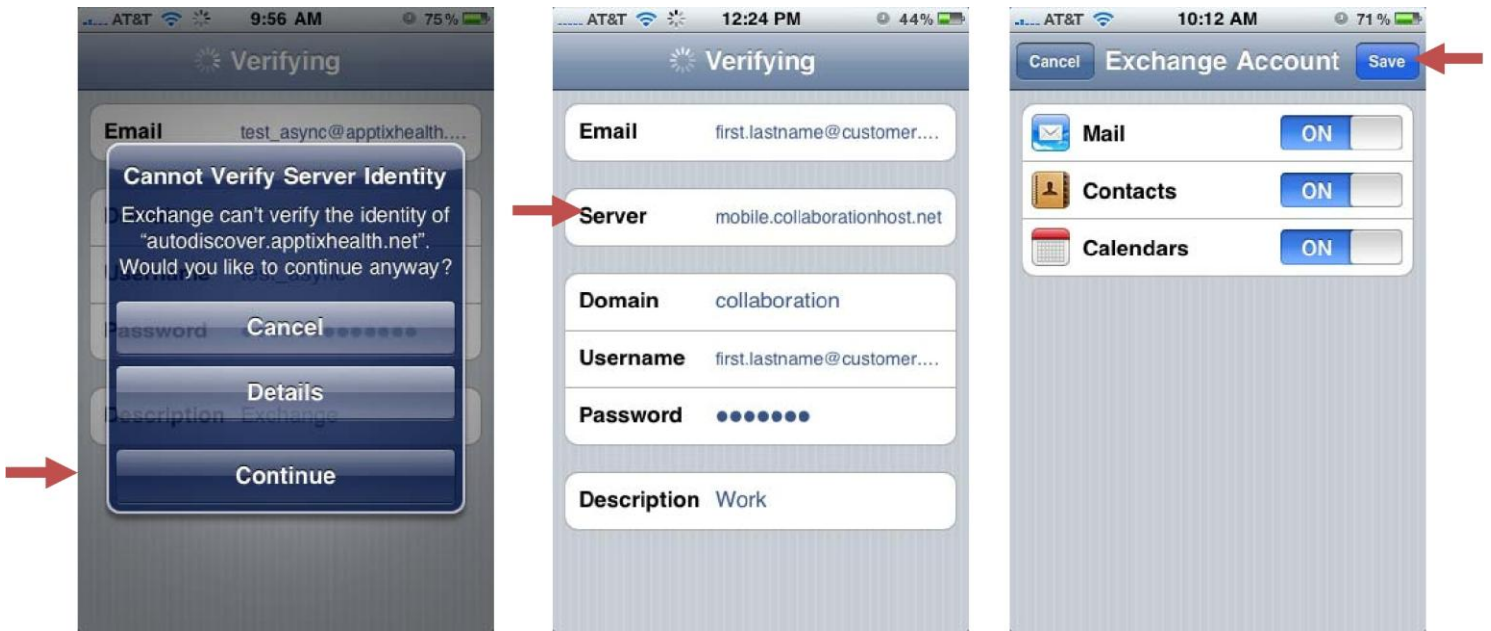 AT&T 9:56 AM 75%
Verifying
Email test_async@apptixhealth....
Cannot Verify Server Identity
Exchange can't verify the identity of
“autodiscover.apptixhealth.net”.
Would you like to continue anyway?
Password
Cancel
Details
Description Exchange
Continue
AT&T 12:24 PM 44%
Verifying
Email first.lastname@customer....
Server mobile.collaborationhost.net
Domain collaboration
Username first.lastname@customer....
Password
Description Work
AT&T 10:12 AM 71%
Cancel Exchange Account Save
Mail ON
Contacts ON
Calendars ON